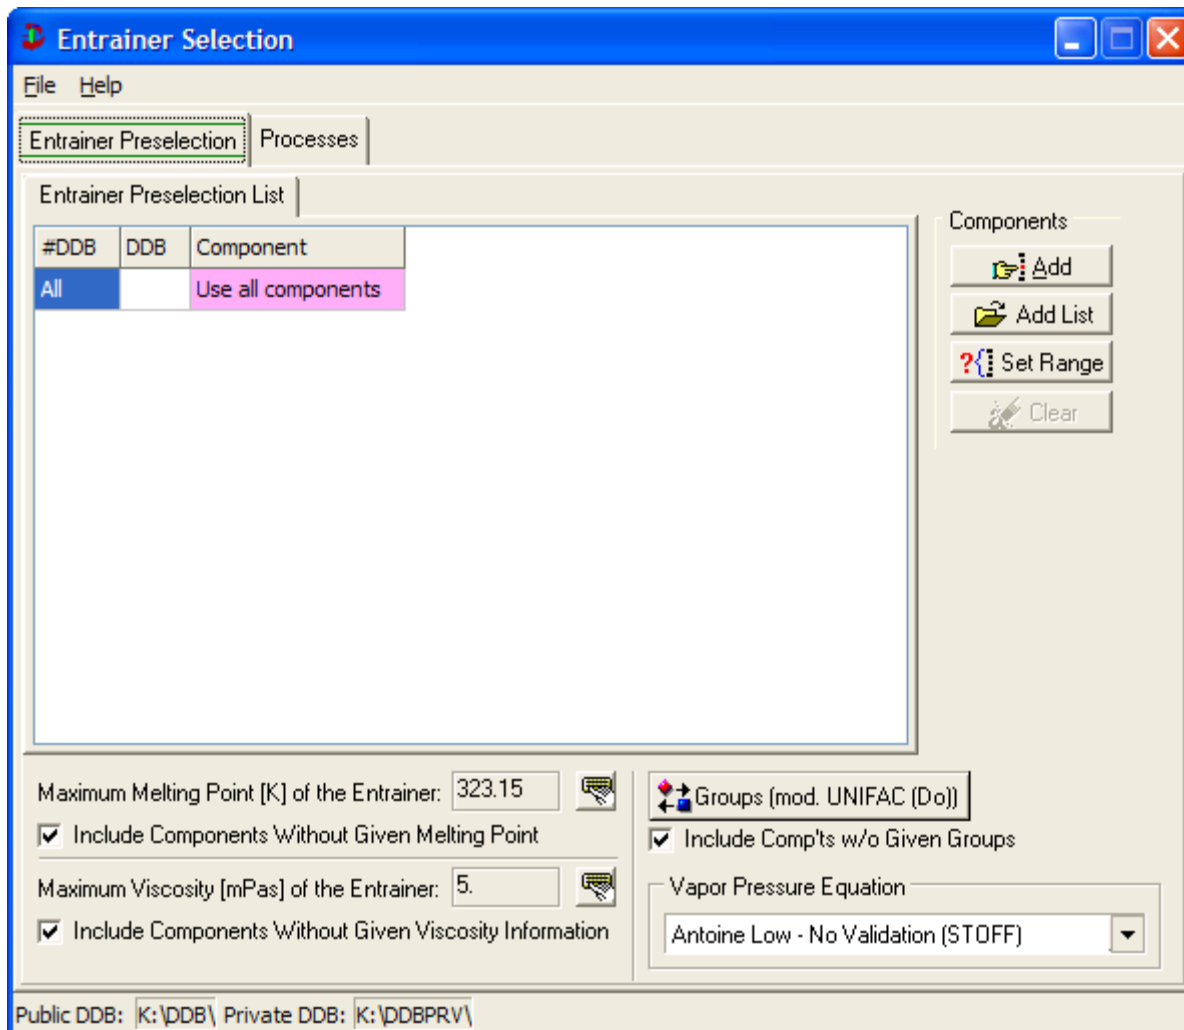 Entrainer Selection
File Help
Entrainer Preselection Processes
Entrainer Preselection List
Components
#DDB DDB Component
All Use all components
Add
Add List
?{ Set Range
Clear
Maximum Melting Point [K] of the Entrainer: 323.15
Include Components Without Given Melting Point
Maximum Viscosity [mPas] of the Entrainer: 5.
Include Components Without Given Viscosity Information
Groups (mod. UNIFAC (Do))
Include Comp'ts w/o Given Groups
Vapor Pressure Equation
Antoine Low - No Validation (STOFF)
Public DDB: K:\DDB\ Private DDB: K:\DDBPRV\